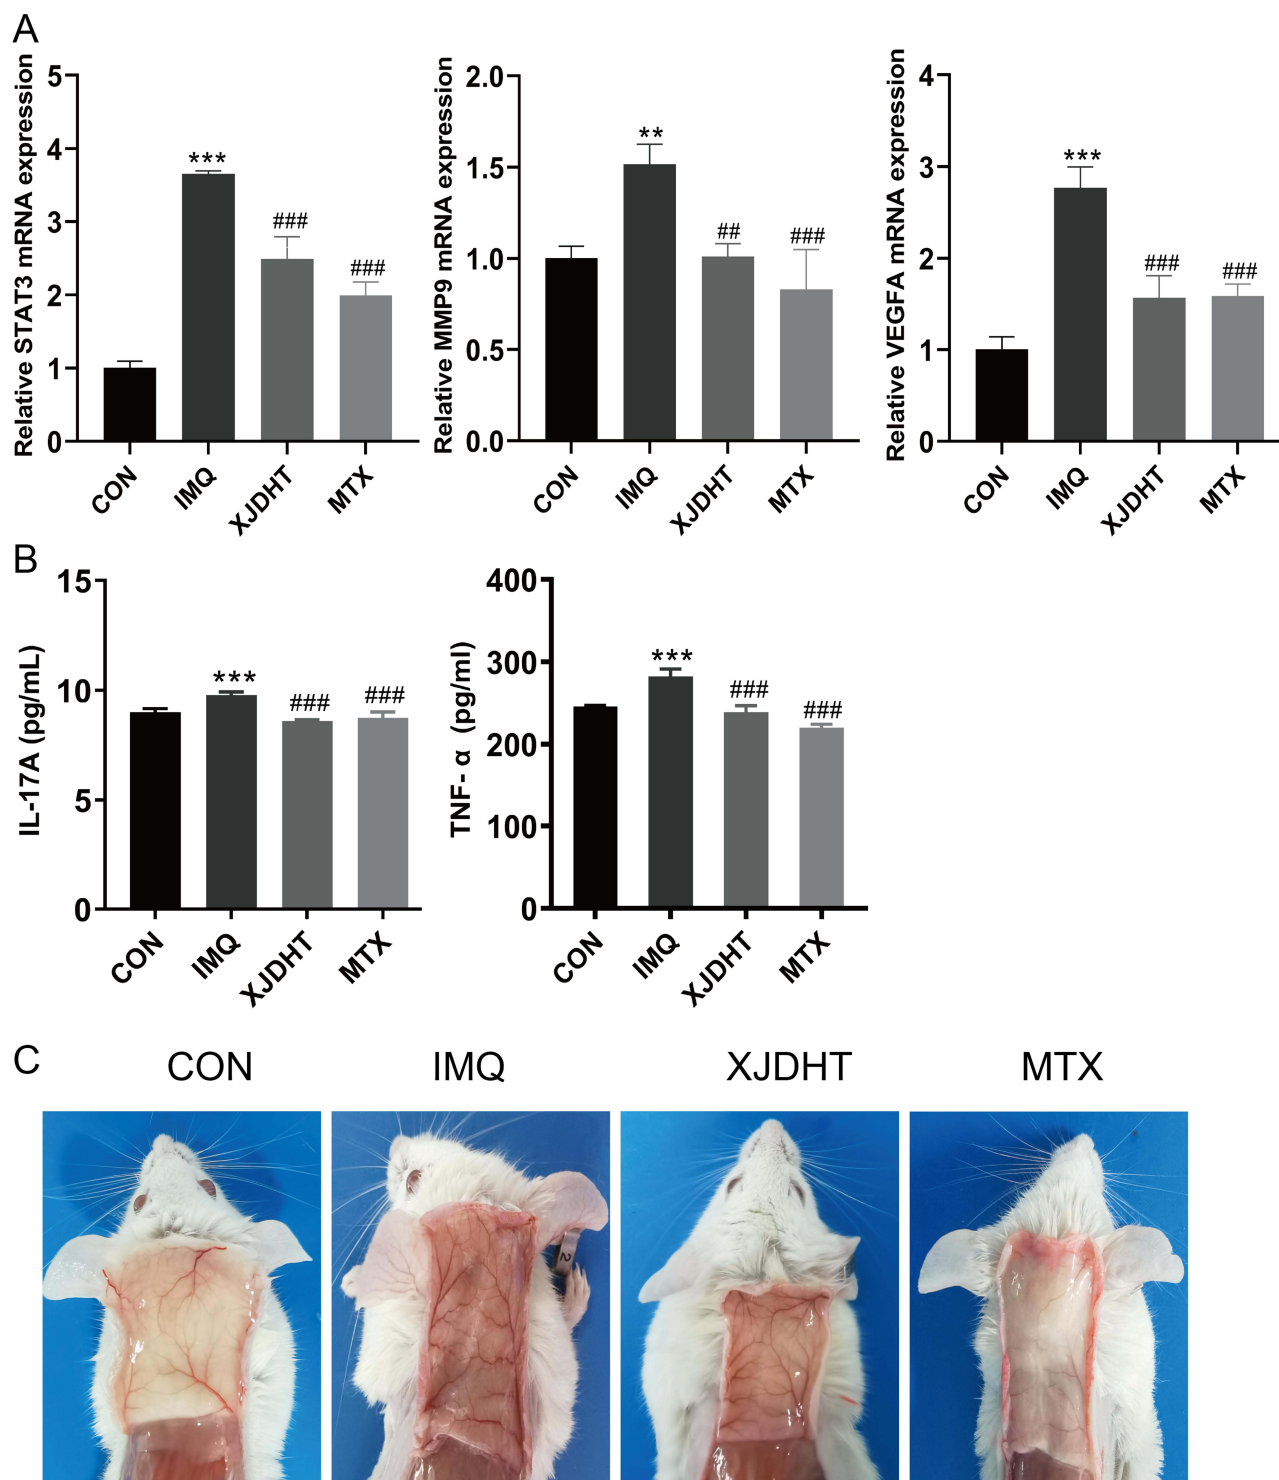 A
Relative STAT3 mRNA expression
5
4
3
2
1
0
***
###
###
CON
IMQ
XJDHT
MTX
Relative MMP9 mRNA expression
2.0
1.5
1.0
0.5
0.0
**
##
###
CON
IMQ
XJDHT
MTX
Relative VEGFA mRNA expression
4
3
2
1
0
***
###
###
CON
IMQ
XJDHT
MTX
B
IL-17A (pg/mL)
15
10
5
0
***
###
###
CON
IMQ
XJDHT
MTX
TNF- α (pg/ml)
400
300
200
100
0
***
###
###
CON
IMQ
XJDHT
MTX
C
CON
IMQ
XJDHT
MTX
2